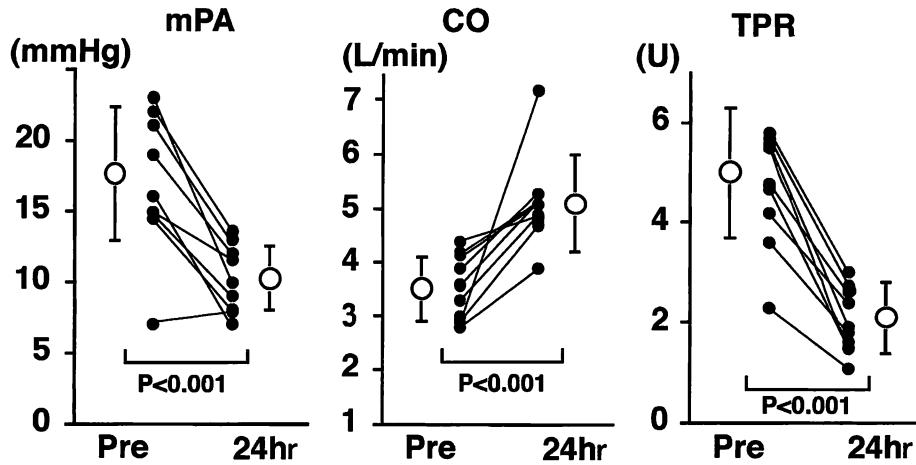 mPA
(mmHg)
20
15
10
5
0
P<0.001
Pre 24hr
CO
(L/min)
7
6
5
4
3
2
1
P<0.001
Pre 24hr
TPR
(U)
6
4
2
0
P<0.001
Pre 24hr